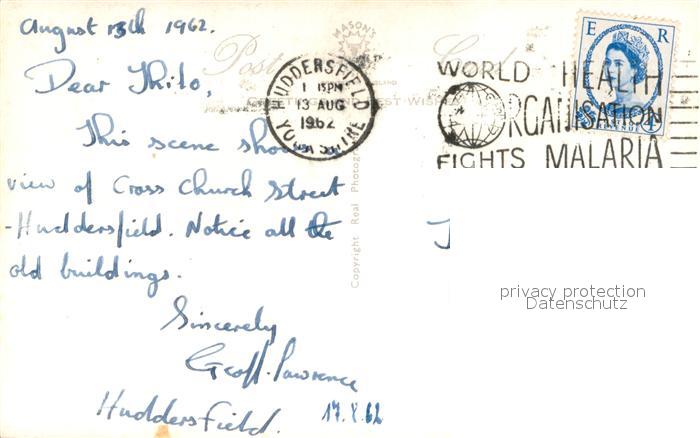 August 13th 1962.
Dear Thilo,
This scene shows a
view of Cross Church Street
-Huddersfield. Notice all the
old buildings.
Sincerely
Geoff. Lawrence
Huddersfield.
17.8.62
MASON'S
Post
HUDDERSFIELD
1 15PM
13 AUG
1962
YORKSHIRE
Copyright Real Photograph
E R
WORLD HEALTH
ORGANISATION
FIGHTS MALARIA
privacy protection
Datenschutz